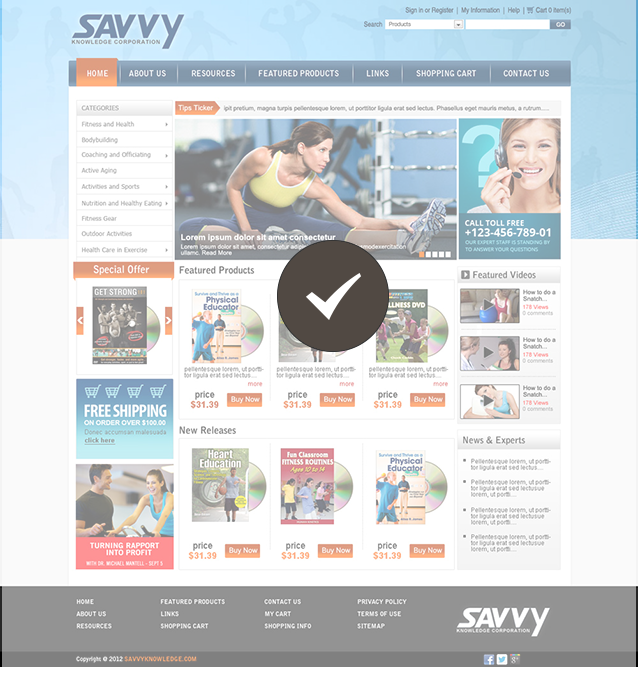 SAVVY
KNOWLEDGE CORPORATION
Sign in or Register | My Information | Help | Cart 0 item(s)
Search Products GO
HOME ABOUT US RESOURCES FEATURED PRODUCTS LINKS SHOPPING CART CONTACT US
CATEGORIES
Fitness and Health
Bodybuilding
Coaching and Officiating
Active Aging
Activities and Sports
Nutrition and Healthy Eating
Fitness Gear
Outdoor Activities
Health Care in Exercise
Tips Ticker
ipit pretium, magna turpis pellentesque lorem, ut porttitor ligula erat sed lectus. Phasellus eget mauris metus, a rutrum.....
Lorem ipsum dolor sit amet consectetur
Lorem ipsum dolor sit amet, consectetur
modexercitation
ullamc. Read More
?
CALL TOLL FREE
+123-456-789-01
OUR EXPERT STAFF IS STANDING BY
TO ANSWER YOUR QUESTIONS
Special Offer
GET STRONG
FREE SHIPPING
ON ORDER OVER $100.00
Donec accumsan malesuada
click here
TURNING RAPPORT
INTO PROFIT
WITH DR. MICHAEL MANTELL - SEPT 5
Featured Products
Survive and Thrive as a
Physical
Educator
LLNESS DVD
pellentesque lorem, ut portti-
tor ligula erat sed lectus...
more
pellentesque lorem, ut portti-
tor ligula erat sed lectus...
more
pellentesque lorem, ut portti-
tor ligula erat sed lectus...
more
price
$31.39
Buy Now
price
$31.39
Buy Now
price
$31.39
Buy Now
New Releases
Heart
Education
Fun Classroom
FITNESS ROUTINES
Ages 10 to 14
Survive and Thrive as a
Physical
Educator
price
$31.39
Buy Now
price
$31.39
Buy Now
price
$31.39
Buy Now
Featured Videos
How to do a
Snatch...
178 Views
0 comments
How to do a
Snatch...
178 Views
0 comments
How to do a
Snatch...
178 Views
0 comments
News & Experts
Pellentesque lorem, ut portti-
tor ligula erat sed lectus...
Pellentesque lorem, ut portti-
tor ligula erat sed lectusue
lorem, ut portti...
Pellentesque lorem, ut portti-
tor ligula erat sed lectusue
lorem, ut portti...
Pellentesque lorem, ut portti-
tor ligula erat sed lectusue
lorem, ut portti...
HOME
ABOUT US
RESOURCES
FEATURED PRODUCTS
LINKS
SHOPPING CART
CONTACT US
MY CART
SHOPPING INFO
PRIVACY POLICY
TERMS OF USE
SITEMAP
SAVVY
KNOWLEDGE CORPORATION
Copyright © 2012 SAVVYKNOWLEDGE.COM